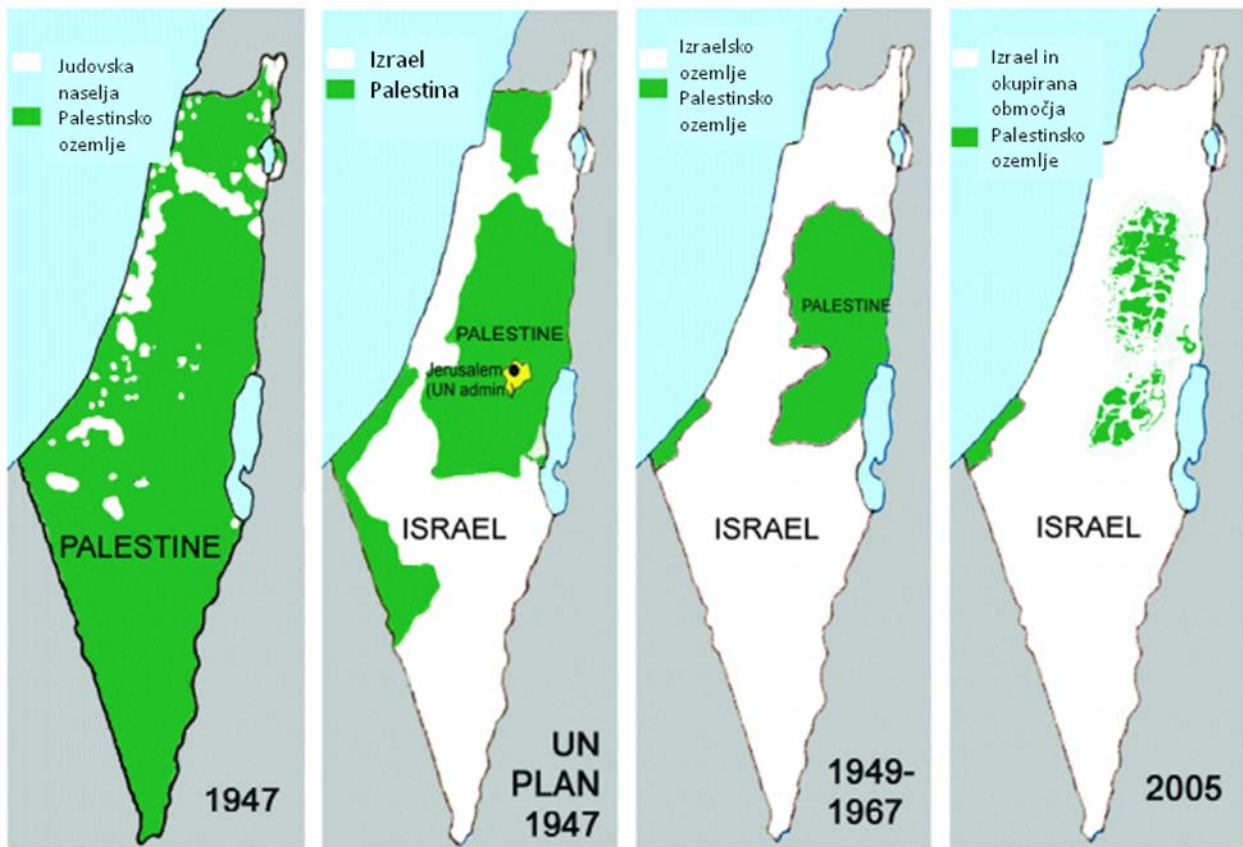 Judovska
naselja
Palestinsko
ozemlje
PALESTINE
1947
Izrael
Palestina
PALESTINE
Jerusalem
(UN admin)
ISRAEL
UN
PLAN
1947
Izraelsko
ozemlje
Palestinsko
ozemlje
PALESTINE
ISRAEL
1949-
1967
Izrael in
okupirana
območja
Palestinsko
ozemlje
ISRAEL
2005